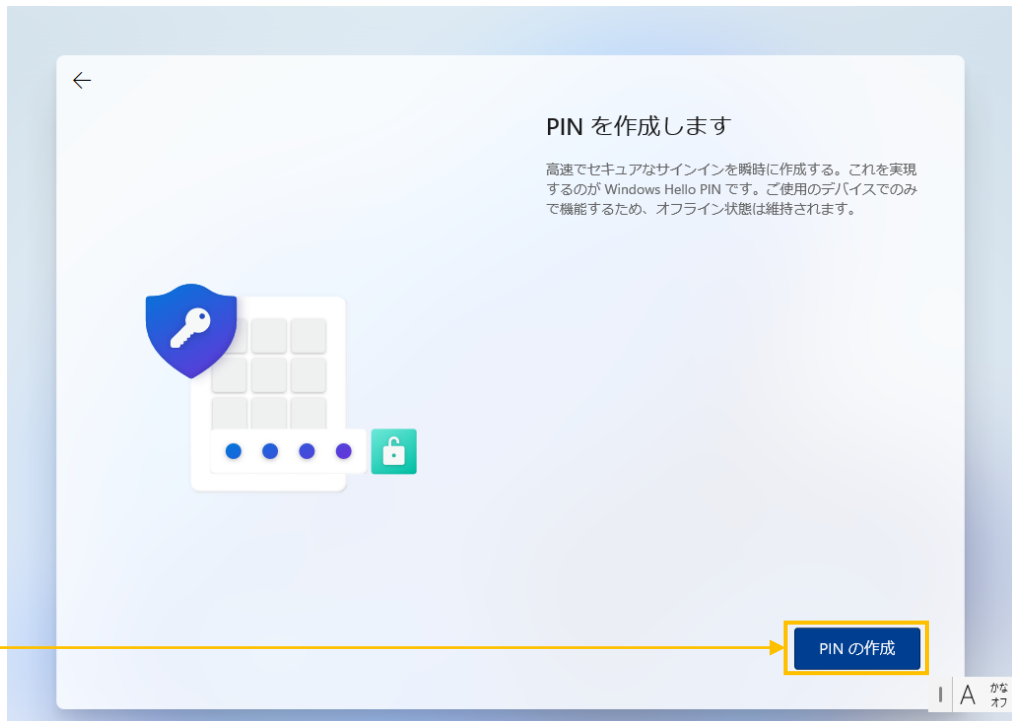 PIN を作成します
高速でセキュアなサインインを瞬時に作成する。これを実現
するのが Windows Hello PIN です。ご使用のデバイスでのみ
で機能するため、オフライン状態は維持されます。
PIN の作成
A かな
オフ